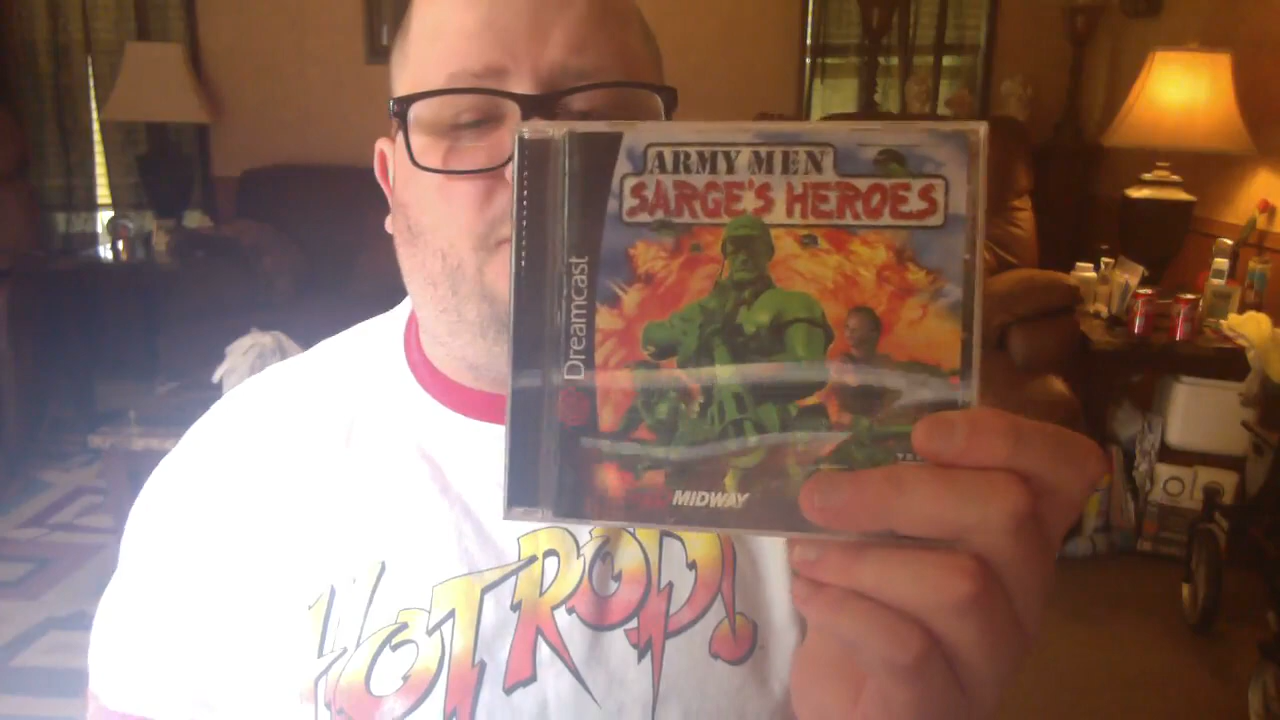 ARMY MEN
SARGE'S HEROES
Dreamcast
MIDWAY
HOT ROD!